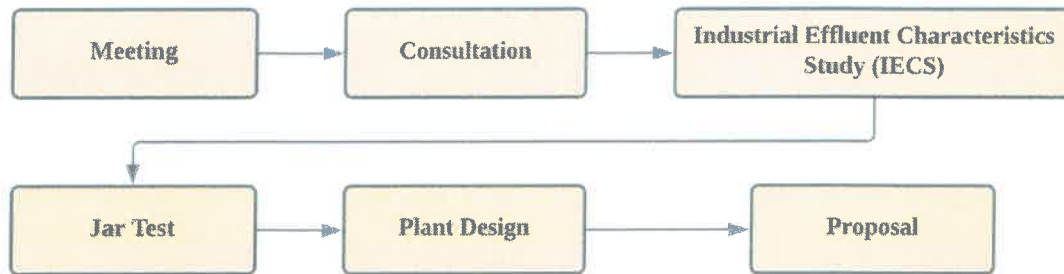 Meeting
Consultation
Industrial Effluent Characteristics
Study (IECS)
Jar Test
Plant Design
Proposal